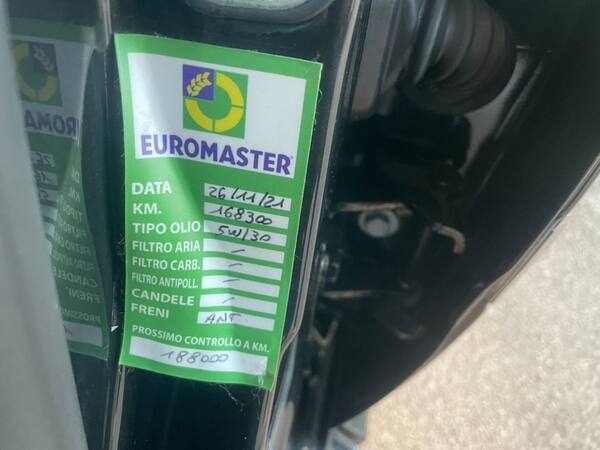 EUROMASTER
DATA 26/11/21
KM. 168300
TIPO OLIO 5W/30
FILTRO ARIA /
FILTRO CARB. /
FILTRO ANTIPOLL. /
CANDELE /
FRENI ANT.
PROSSIMO CONTROLLO A KM.
188000